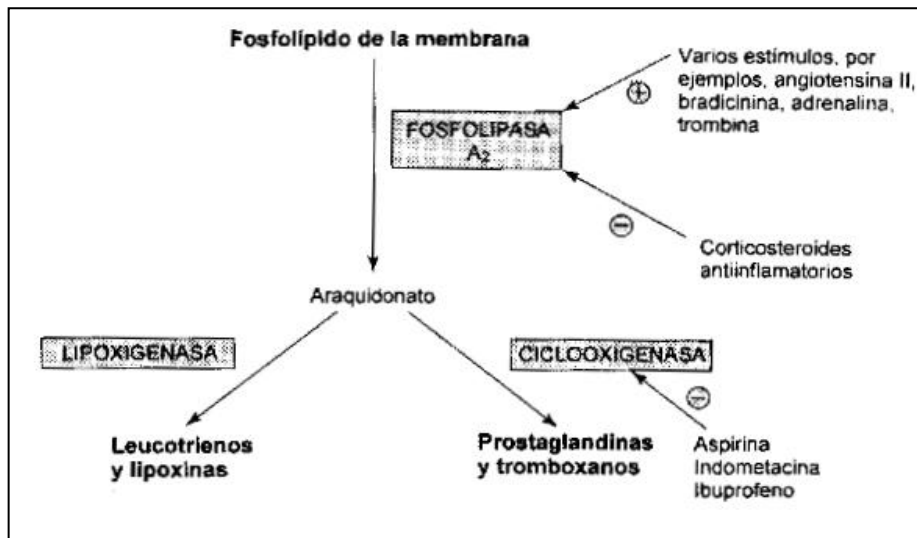 Fosfolípido de la membrana
Varios estímulos, por
ejemplos, angiotensina II,
bradicinina, adrenalina,
trombina
⊕
FOSFOLIPASA
A₂
⊖
Corticosteroides
antiinflamatorios
Araquidonato
LIPOXIGENASA
CICLOOXIGENASA
⊖
Leucotrienos
y lipoxinas
Prostaglandinas
y tromboxanos
Aspirina
Indometacina
Ibuprofeno